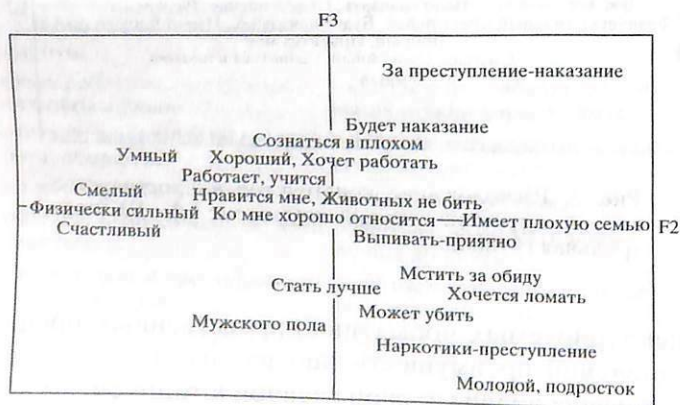 F3
За преступление-наказание
Будет наказание
Сознаться в плохом
Умный Хороший, Хочет работать
Работает, учится
Смелый Нравится мне, Животных не бить
Физически сильный Ко мне хорошо относится Имеет плохую семью F2
Счастливый Выпивать-приятно
Мстить за обиду
Стать лучше Хочется ломать
Может убить
Мужского пола
Наркотики-преступление
Молодой, подросток